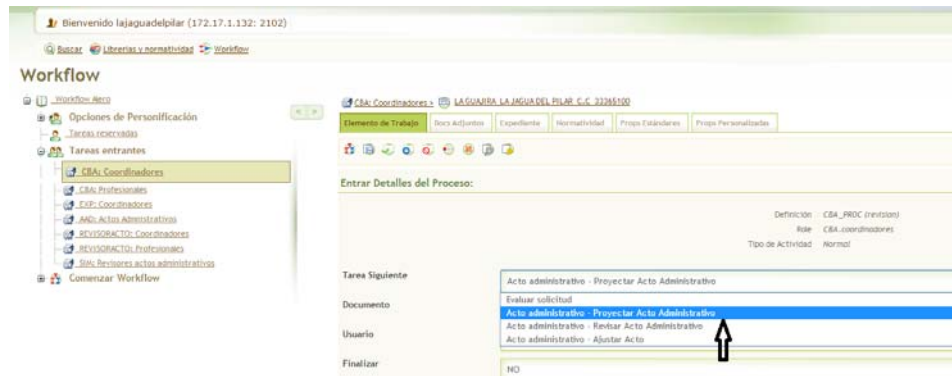 Bienvenido lajaguadelpilar (172.17.1.132: 2102)
Buscar Librerias y normatividad Workflow
Workflow
Workflow Aero
Opciones de Personificación
Tareas reservadas
Tareas entrantes
CBA: Coordinadores
CBA: Profesionales
EXP: Coordinadores
AAD: Actos Administrativos
REVISORACTO: Coordinadores
REVISORACTO: Profesionales
SIM: Revisores actos administrativos
Comenzar Workflow
CBA: Coordinadores > LA GUAJIRA LA JAGUA DEL PILAR C.C 33365100
Elemento de Trabajo Docs Adjuntos Expediente Normatividad Props Estándares Props Personalizadas
Entrar Detalles del Proceso:
Definición CBA_PROC (revision)
Role CBA.coordinadores
Tipo de Actividad Normal
Tarea Siguiente
Acto administrativo - Proyectar Acto Administrativo
Evaluar solicitud
Acto administrativo - Proyectar Acto Administrativo
Acto administrativo - Revisar Acto Administrativo
Acto administrativo - Ajustar Acto
Documento
Usuario
Finalizar
NO